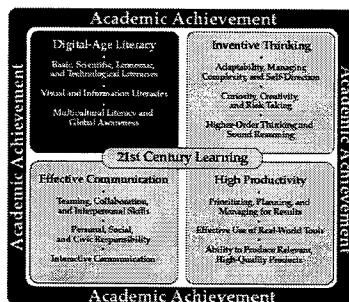 Academic Achievement
Digital-Age Literacy
Basic, Scientific, Economic,
and Technological Literacies
•
Visual and Information Literacies
•
Multicultural Literacy and
Global Awareness
Inventive Thinking
•
Adaptability, Managing
Complexity, and Self-Direction
•
Curiosity, Creativity,
and Risk Taking
•
Higher-Order Thinking and
Sound Reasoning
21st Century Learning
Effective Communication
•
Teaming, Collaboration,
and Interpersonal Skills
•
Personal, Social,
and Civic Responsibility
•
Interactive Communication
High Productivity
•
Prioritizing, Planning, and
Managing for Results
•
Effective Use of Real-World Tools
•
Ability to Produce Relevant,
High-Quality Products
Academic Achievement
Academic Achievement
Academic Achievement